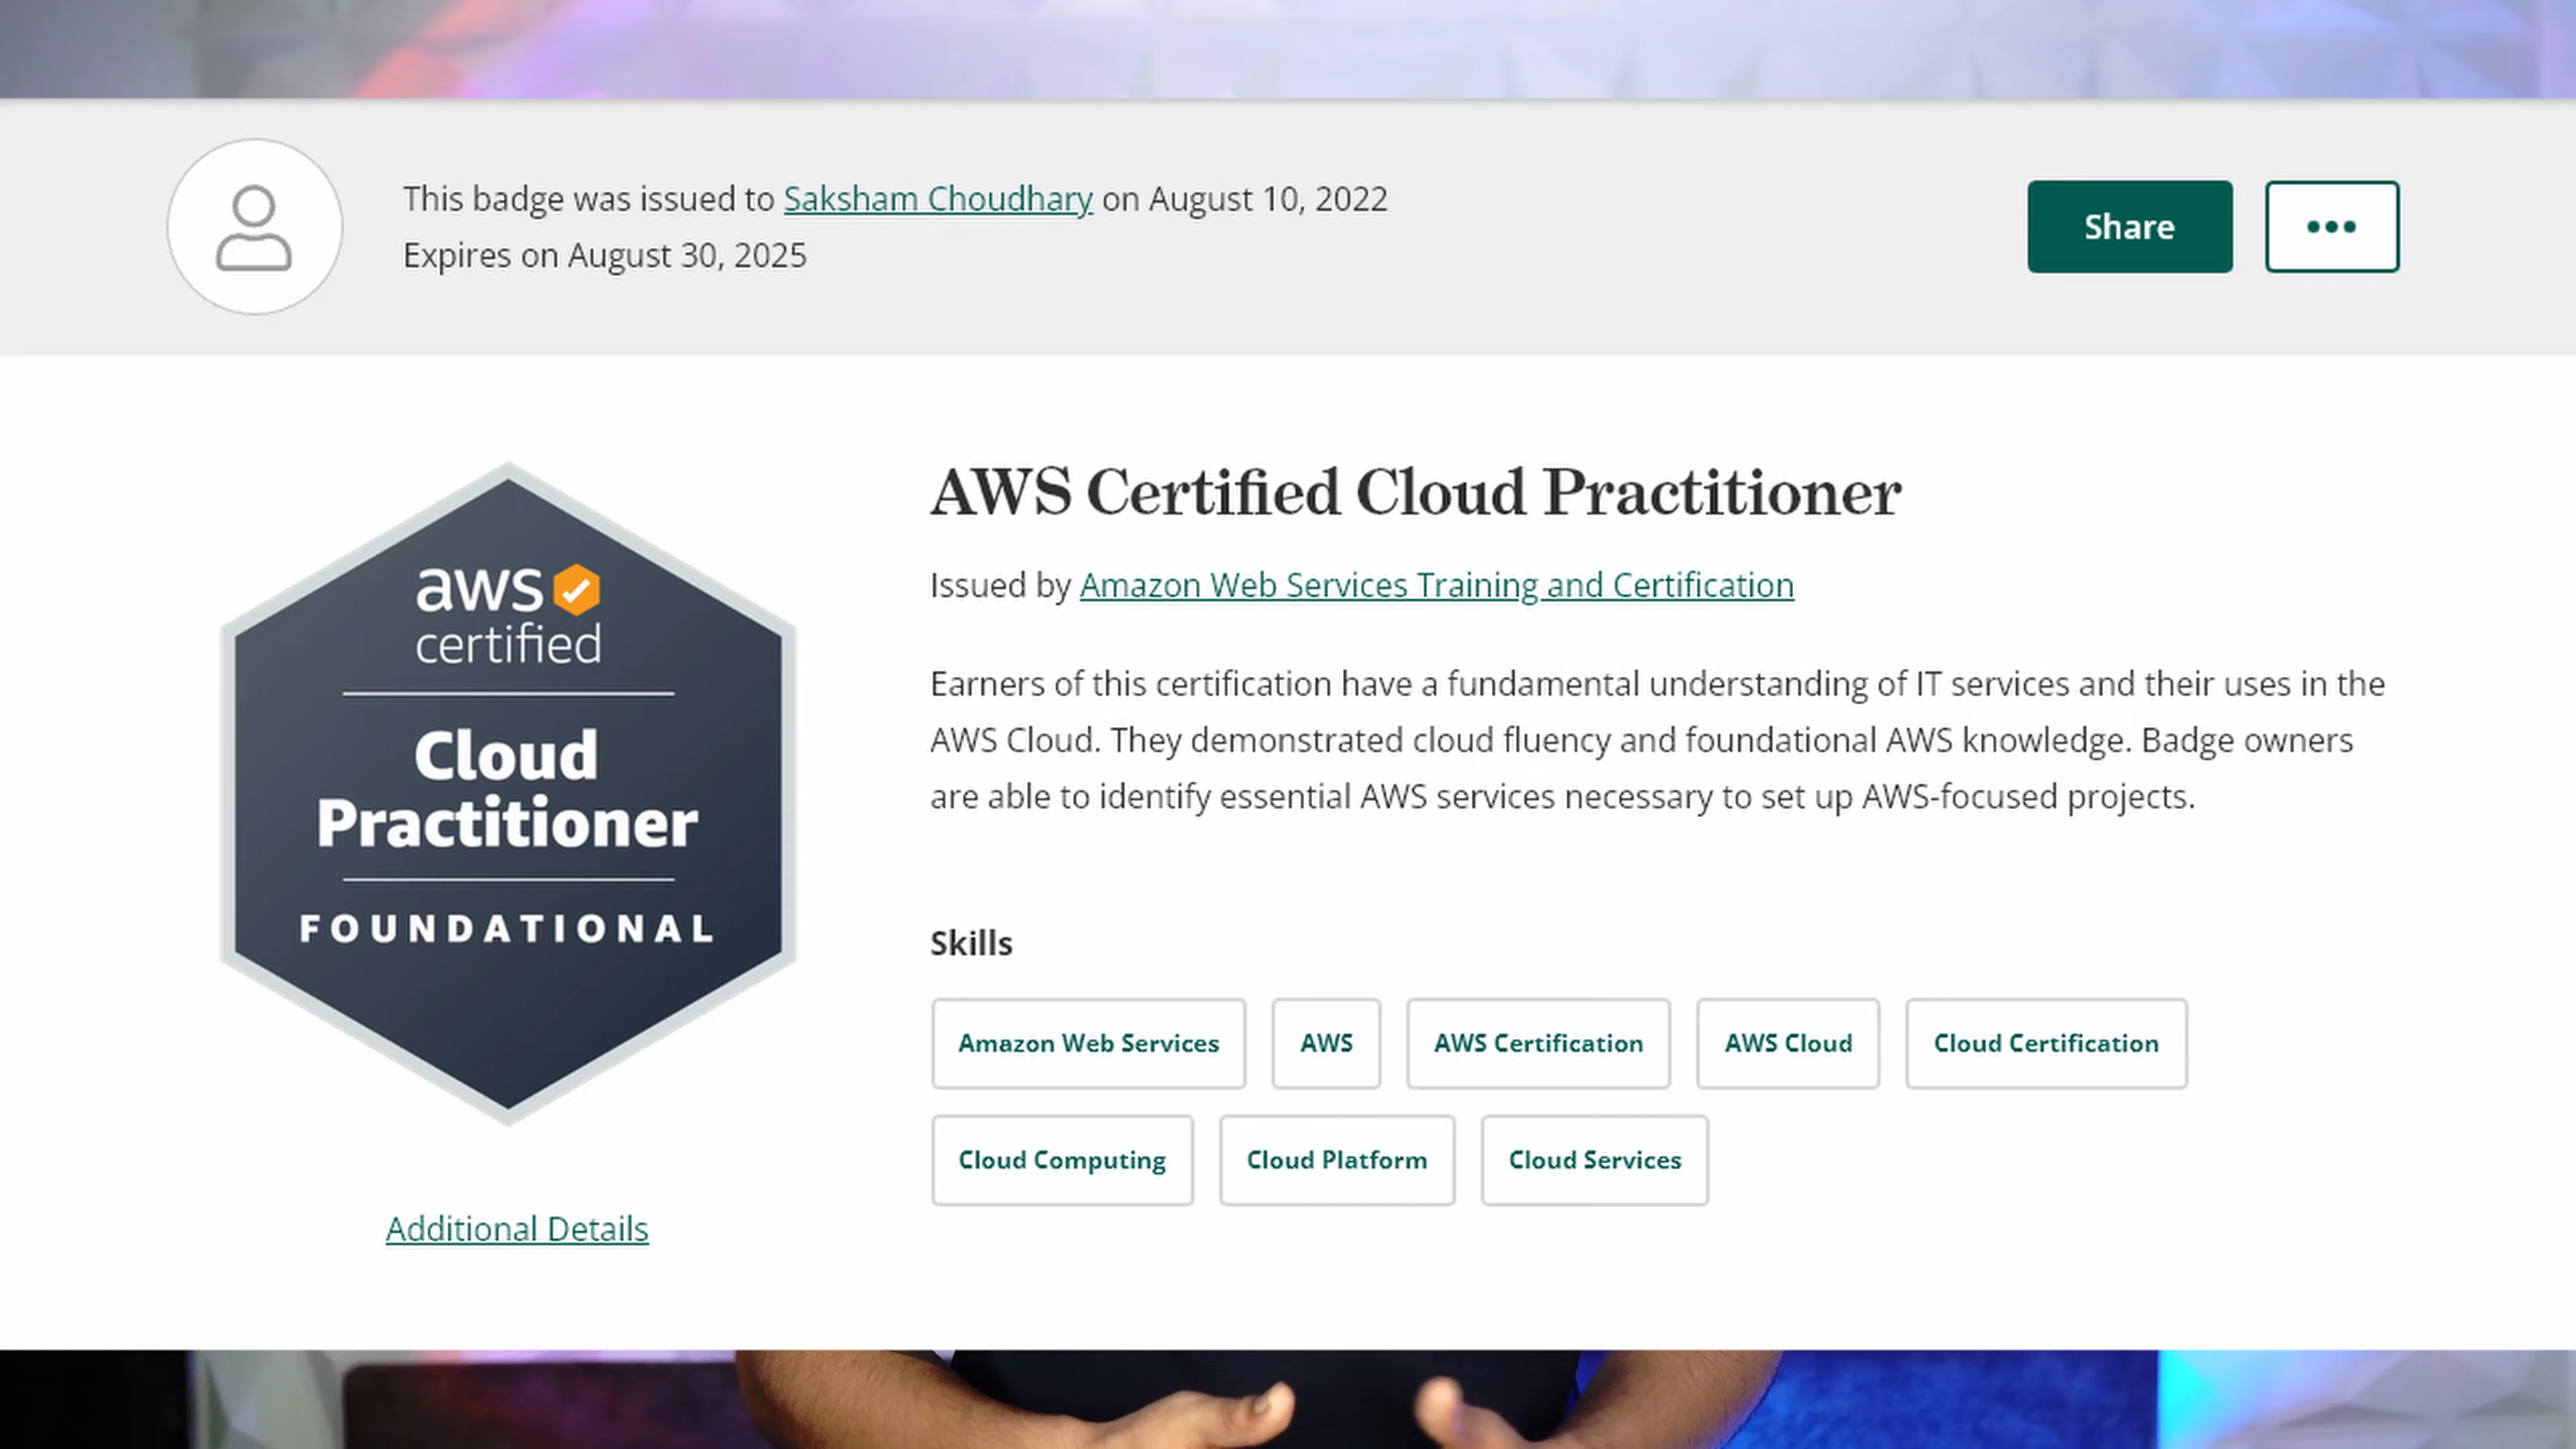 This badge was issued to Saksham Choudhary on August 10, 2022
Expires on August 30, 2025
Share
aws
certified
Cloud
Practitioner
FOUNDATIONAL
Additional Details
AWS Certified Cloud Practitioner
Issued by Amazon Web Services Training and Certification
Earners of this certification have a fundamental understanding of IT services and their uses in the
AWS Cloud. They demonstrated cloud fluency and foundational AWS knowledge. Badge owners
are able to identify essential AWS services necessary to set up AWS-focused projects.
Skills
Amazon Web Services
AWS
AWS Certification
AWS Cloud
Cloud Certification
Cloud Computing
Cloud Platform
Cloud Services